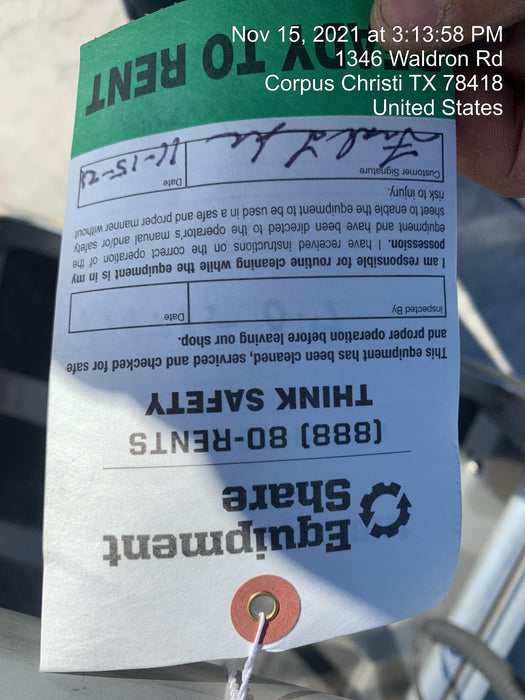 Nov 15, 2021 at 3:13:58 PM
1346 Waldron Rd
Corpus Christi TX 78418
United States
Equipment
Share
(888) 80-RENTS
THINK SAFETY
This equipment has been cleaned, serviced and checked for safe
and proper operation before leaving our shop.
Inspected By Date
I am responsible for routine cleaning while the equipment is in my
possession. I have received instructions on the correct operation of the
equipment and have been directed to the operator's manual and/or safety
sheet to enable the equipment to be used in a safe and proper manner without
risk to injury.
Customer Signature Date
11-15-21
TO RENT